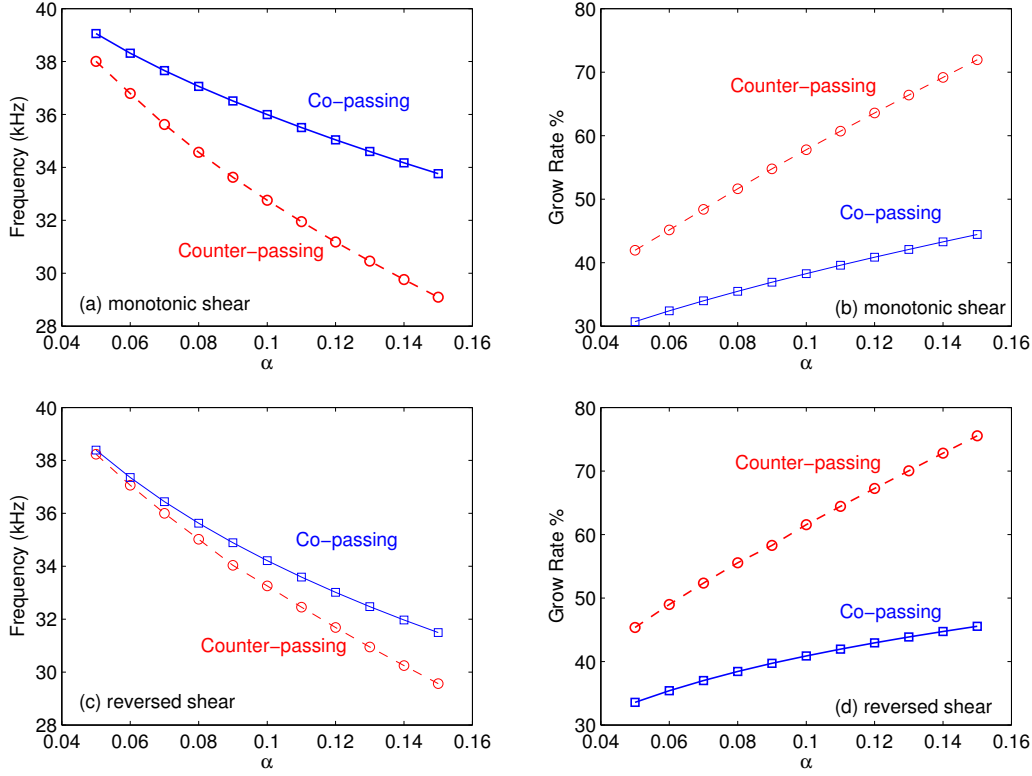 40
38
36
34
32
30
28
0.04 0.06 0.08 0.1 0.12 0.14 0.16
Frequency (kHz)
α
Co-passing
Counter-passing
(a) monotonic shear
80
70
60
50
40
30
0.04 0.06 0.08 0.1 0.12 0.14 0.16
Grow Rate %
α
Counter-passing
Co-passing
(b) monotonic shear
40
38
36
34
32
30
28
0.04 0.06 0.08 0.1 0.12 0.14 0.16
Frequency (kHz)
α
Co-passing
Counter-passing
(c) reversed shear
80
70
60
50
40
30
0.04 0.06 0.08 0.1 0.12 0.14 0.16
Grow Rate %
α
Counter-passing
Co-passing
(d) reversed shear